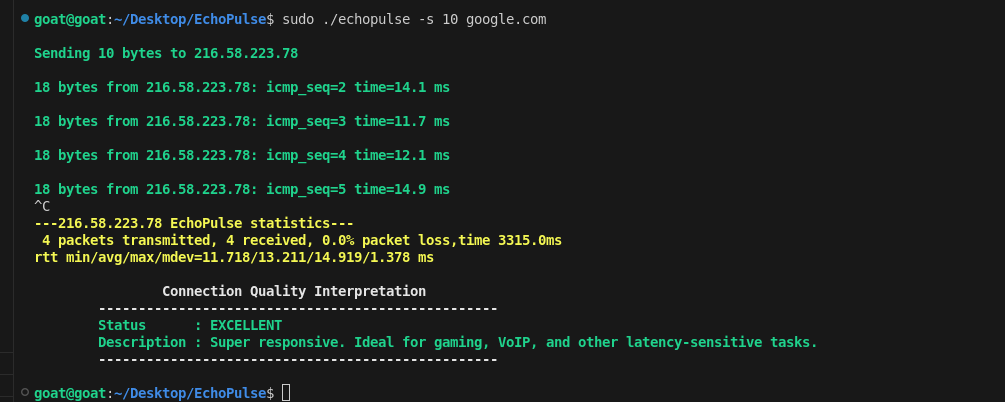 goat@goat:~/Desktop/EchoPulse$ sudo ./echopulse -s 10 google.com
Sending 10 bytes to 216.58.223.78
18 bytes from 216.58.223.78: icmp_seq=2 time=14.1 ms
18 bytes from 216.58.223.78: icmp_seq=3 time=11.7 ms
18 bytes from 216.58.223.78: icmp_seq=4 time=12.1 ms
18 bytes from 216.58.223.78: icmp_seq=5 time=14.9 ms
^C
---216.58.223.78 EchoPulse statistics---
4 packets transmitted, 4 received, 0.0% packet loss,time 3315.0ms
rtt min/avg/max/mdev=11.718/13.211/14.919/1.378 ms
Connection Quality Interpretation
--------------------------------------------------
Status      : EXCELLENT
Description : Super responsive. Ideal for gaming, VoIP, and other latency-sensitive tasks.
--------------------------------------------------
goat@goat:~/Desktop/EchoPulse$